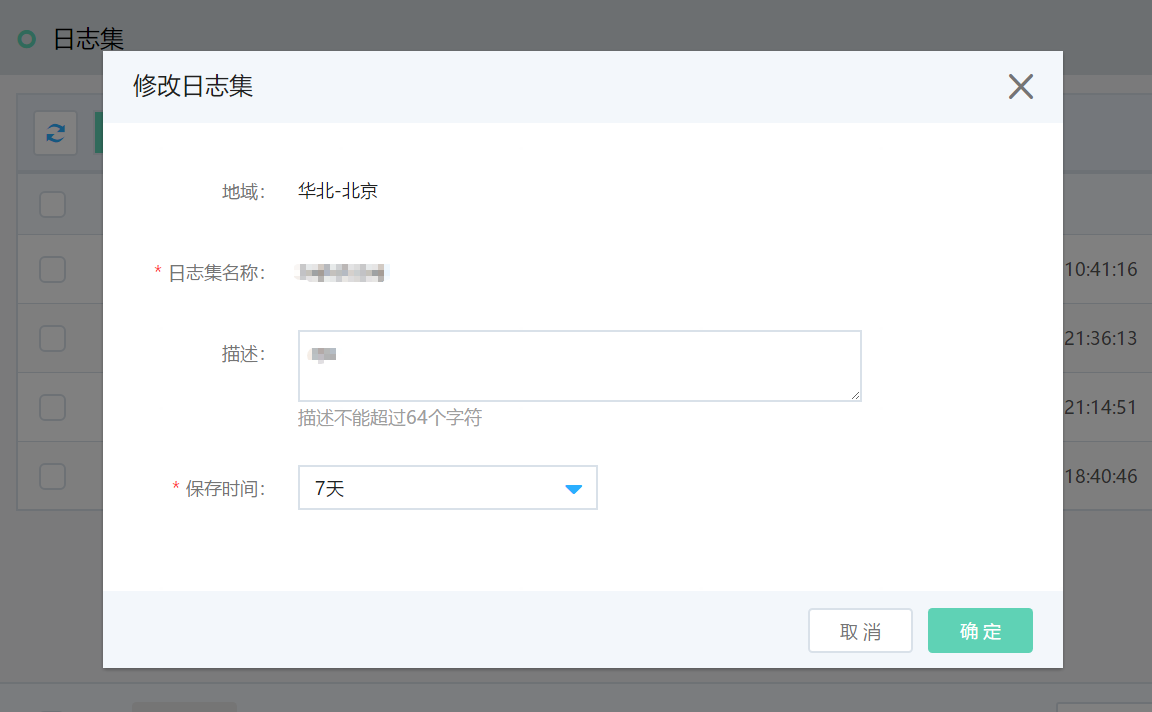 日志集
修改日志集
地域：
华北-北京
* 日志集名称：
描述：
描述不能超过64个字符
* 保存时间：
7天
10:41:16
21:36:13
21:14:51
18:40:46
取消
确定